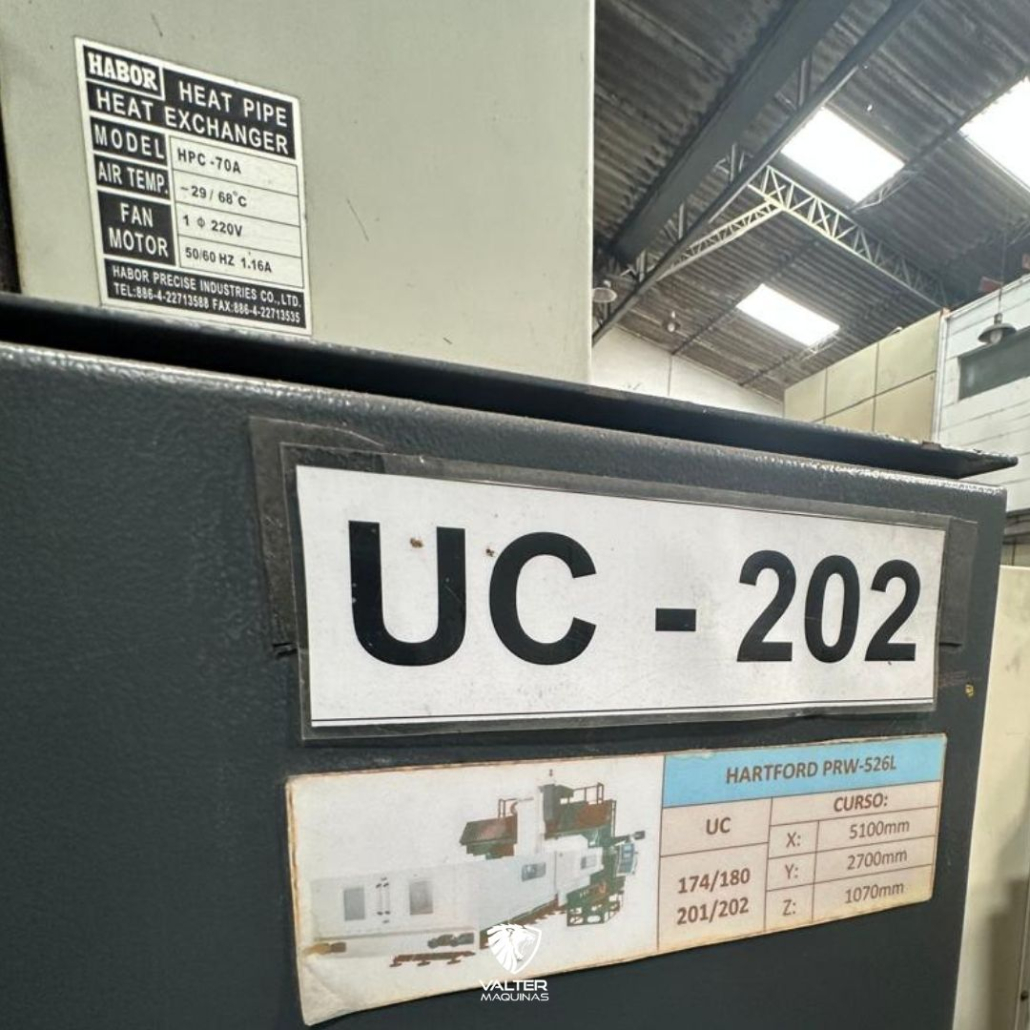 HABOR HEAT PIPE
HEAT EXCHANGER
MODEL HPC-70A
AIR TEMP. -29/68°C
FAN MOTOR 1 Φ 220V
50/60 HZ 1.16A
HABOR PRECISE INDUSTRIES CO.,LTD.
TEL:886-4-22713588 FAX:886-4-22713535
UC - 202
HARTFORD PRW-526L
UC CURSO:
X: 5100mm
174/180 Y: 2700mm
201/202 Z: 1070mm
VALTER
MAQUINAS